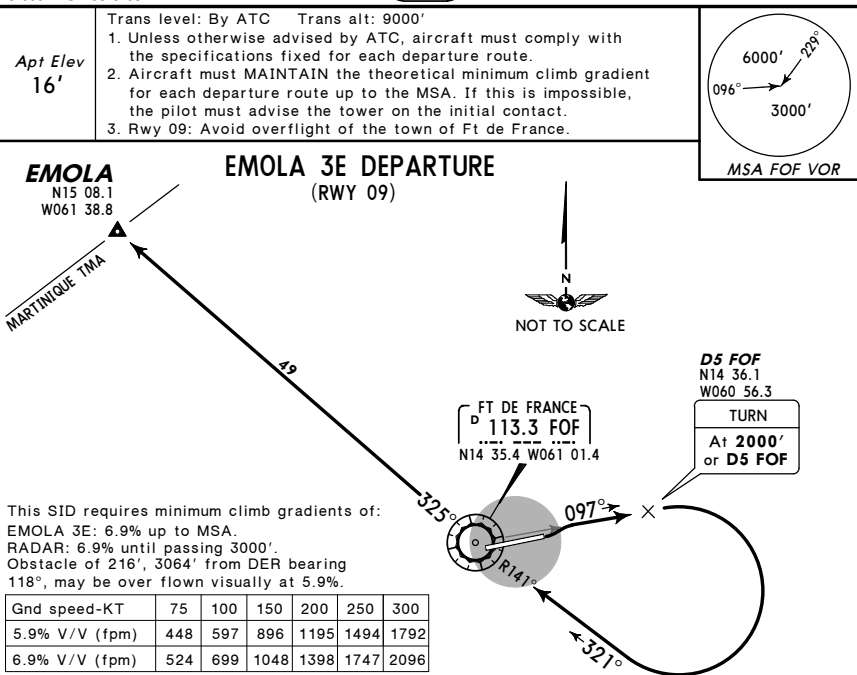 Trans level: By ATC Trans alt: 9000'
1. Unless otherwise advised by ATC, aircraft must comply with
the specifications fixed for each departure route.
2. Aircraft must MAINTAIN the theoretical minimum climb gradient
for each departure route up to the MSA. If this is impossible,
the pilot must advise the tower on the initial contact.
3. Rwy 09: Avoid overflight of the town of Ft de France.
Apt Elev
16'
6000'
229°
096°
3000'
MSA FOF VOR
EMOLA 3E DEPARTURE
(RWY 09)
EMOLA
N15 08.1
W061 38.8
MARTINIQUE TMA
N
NOT TO SCALE
49
D5 FOF
N14 36.1
W060 56.3
TURN
At 2000'
or D5 FOF
FT DE FRANCE
D 113.3 FOF
N14 35.4 W061 01.4
325°
097°
R141°
321°
This SID requires minimum climb gradients of:
EMOLA 3E: 6.9% up to MSA.
RADAR: 6.9% until passing 3000'.
Obstacle of 216', 3064' from DER bearing
118°, may be over flown visually at 5.9%.
Gnd speed-KT 75 100 150 200 250 300
5.9% V/V (fpm) 448 597 896 1195 1494 1792
6.9% V/V (fpm) 524 699 1048 1398 1747 2096